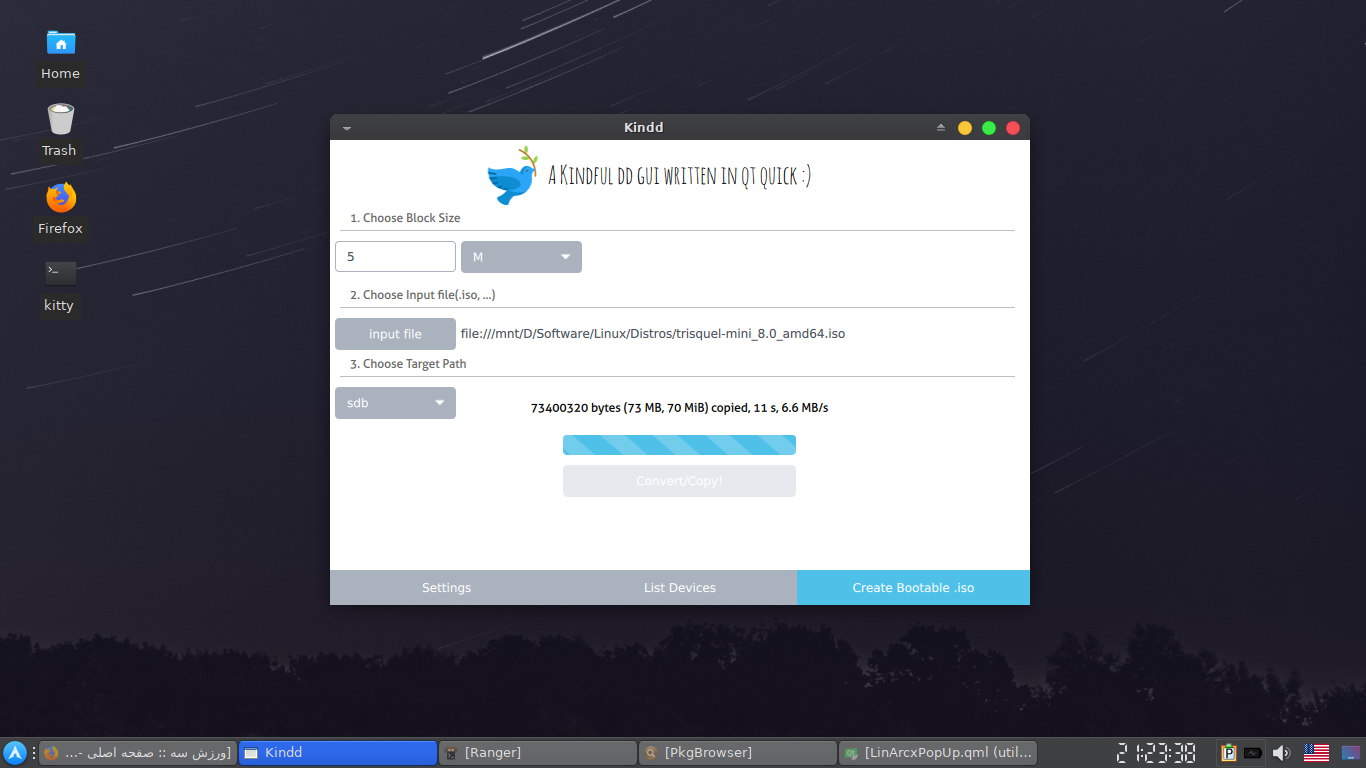 Home
Trash
Firefox
>_
kitty
Kindd
A Kindful dd gui written in qt quick :)
1. Choose Block Size
5
M
2. Choose Input file(.iso, ...)
input file
file:///mnt/D/Software/Linux/Distros/trisquel-mini_8.0_amd64.iso
3. Choose Target Path
sdb
73400320 bytes (73 MB, 70 MiB) copied, 11 s, 6.6 MB/s
Convert/Copy!
Settings
List Devices
Create Bootable .iso
[ورزش سه :: صفحه اصلی -...
Kindd
[Ranger]
[PkgBrowser]
[LinArcxPopUp.qml (util...
21:23:38
P